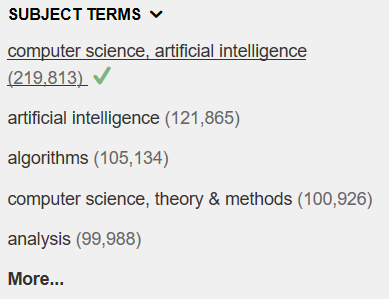 SUBJECT TERMS
computer science, artificial intelligence
(219,813)
artificial intelligence (121,865)
algorithms (105,134)
computer science, theory & methods (100,926)
analysis (99,988)
More...